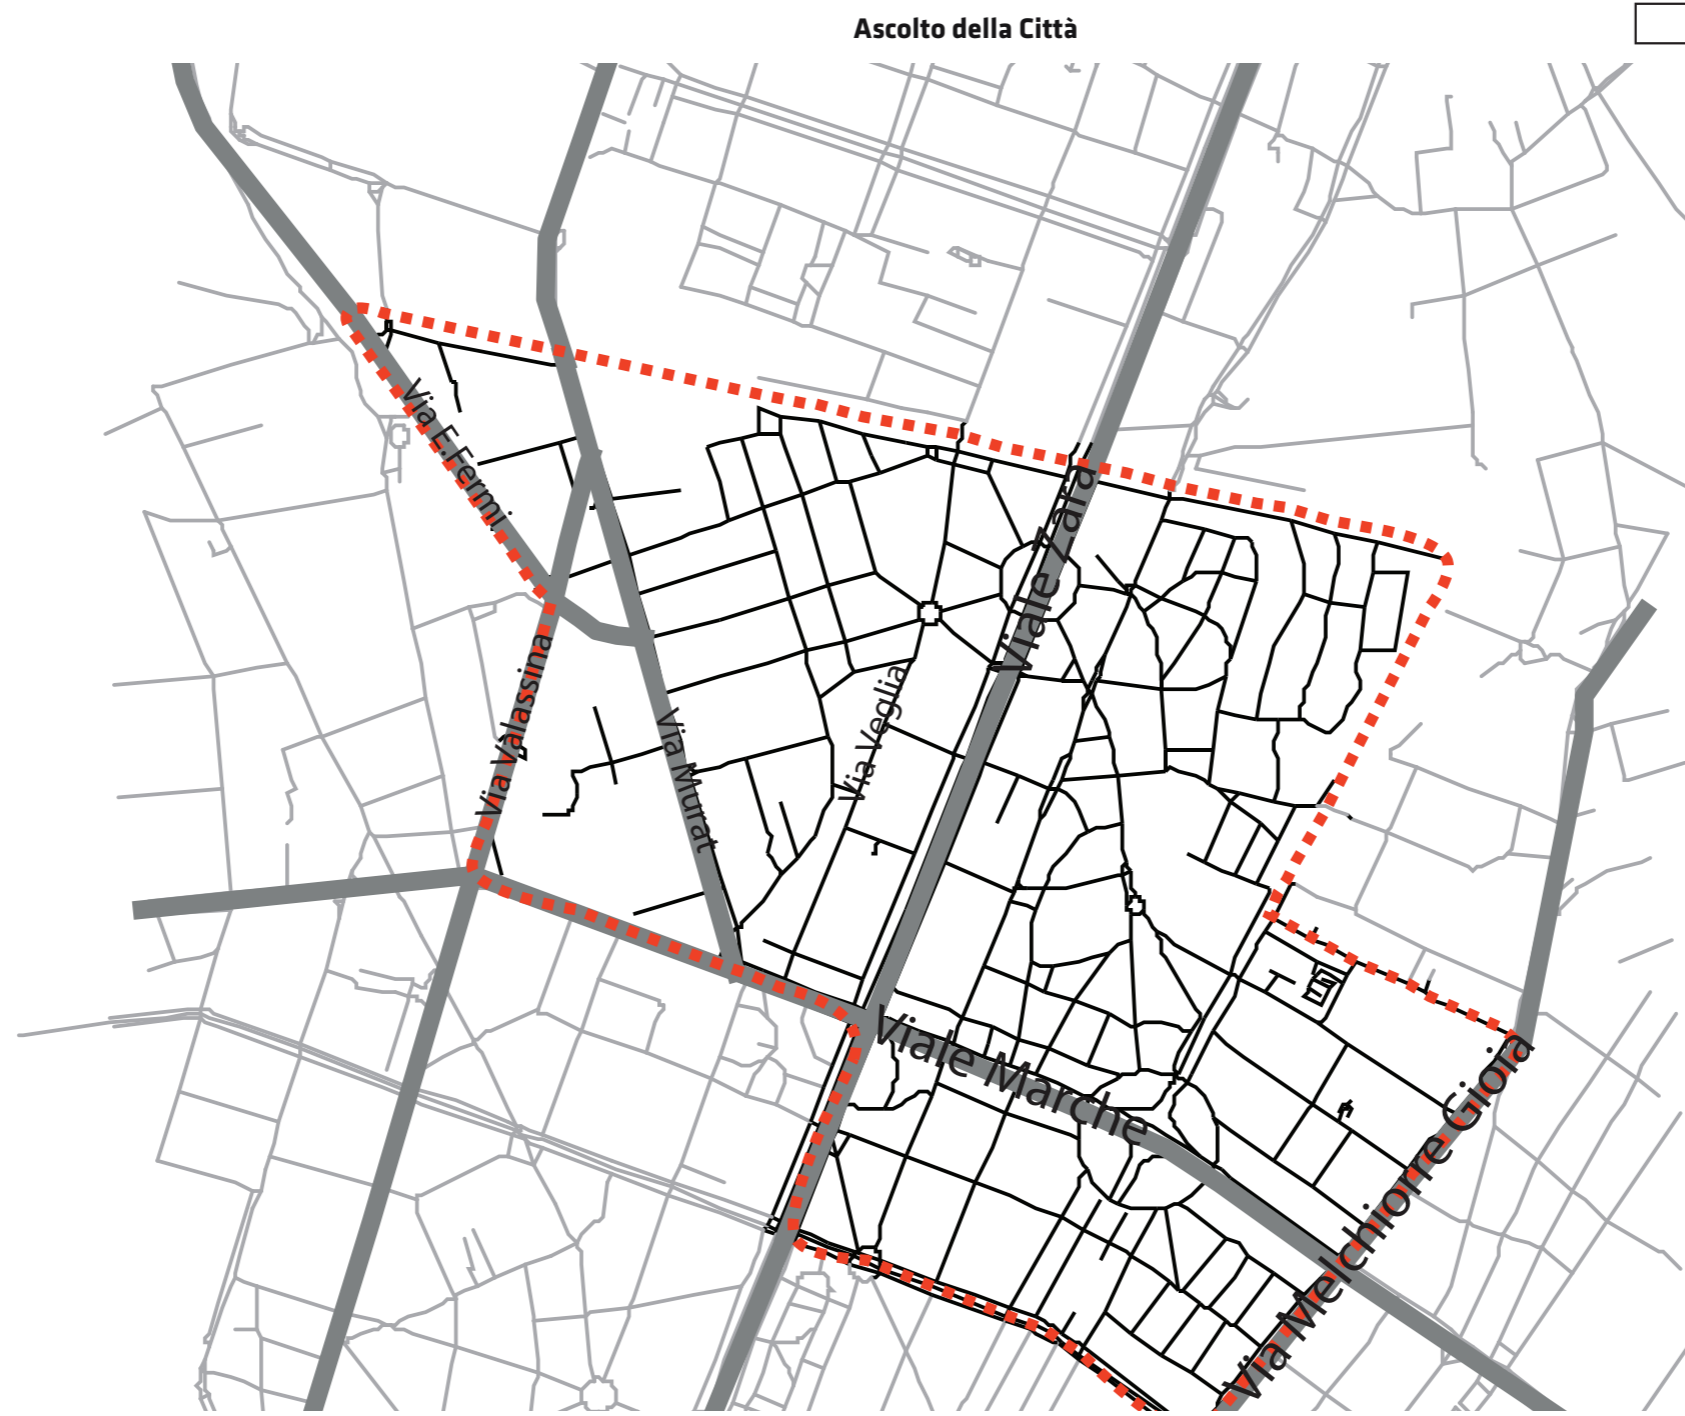 Ascolto della Città
Via E.Fermi
Viale Zara
Via Valassina
Via Veglia
Via Murat
Viale Marche
Via Melchiorre Gioia